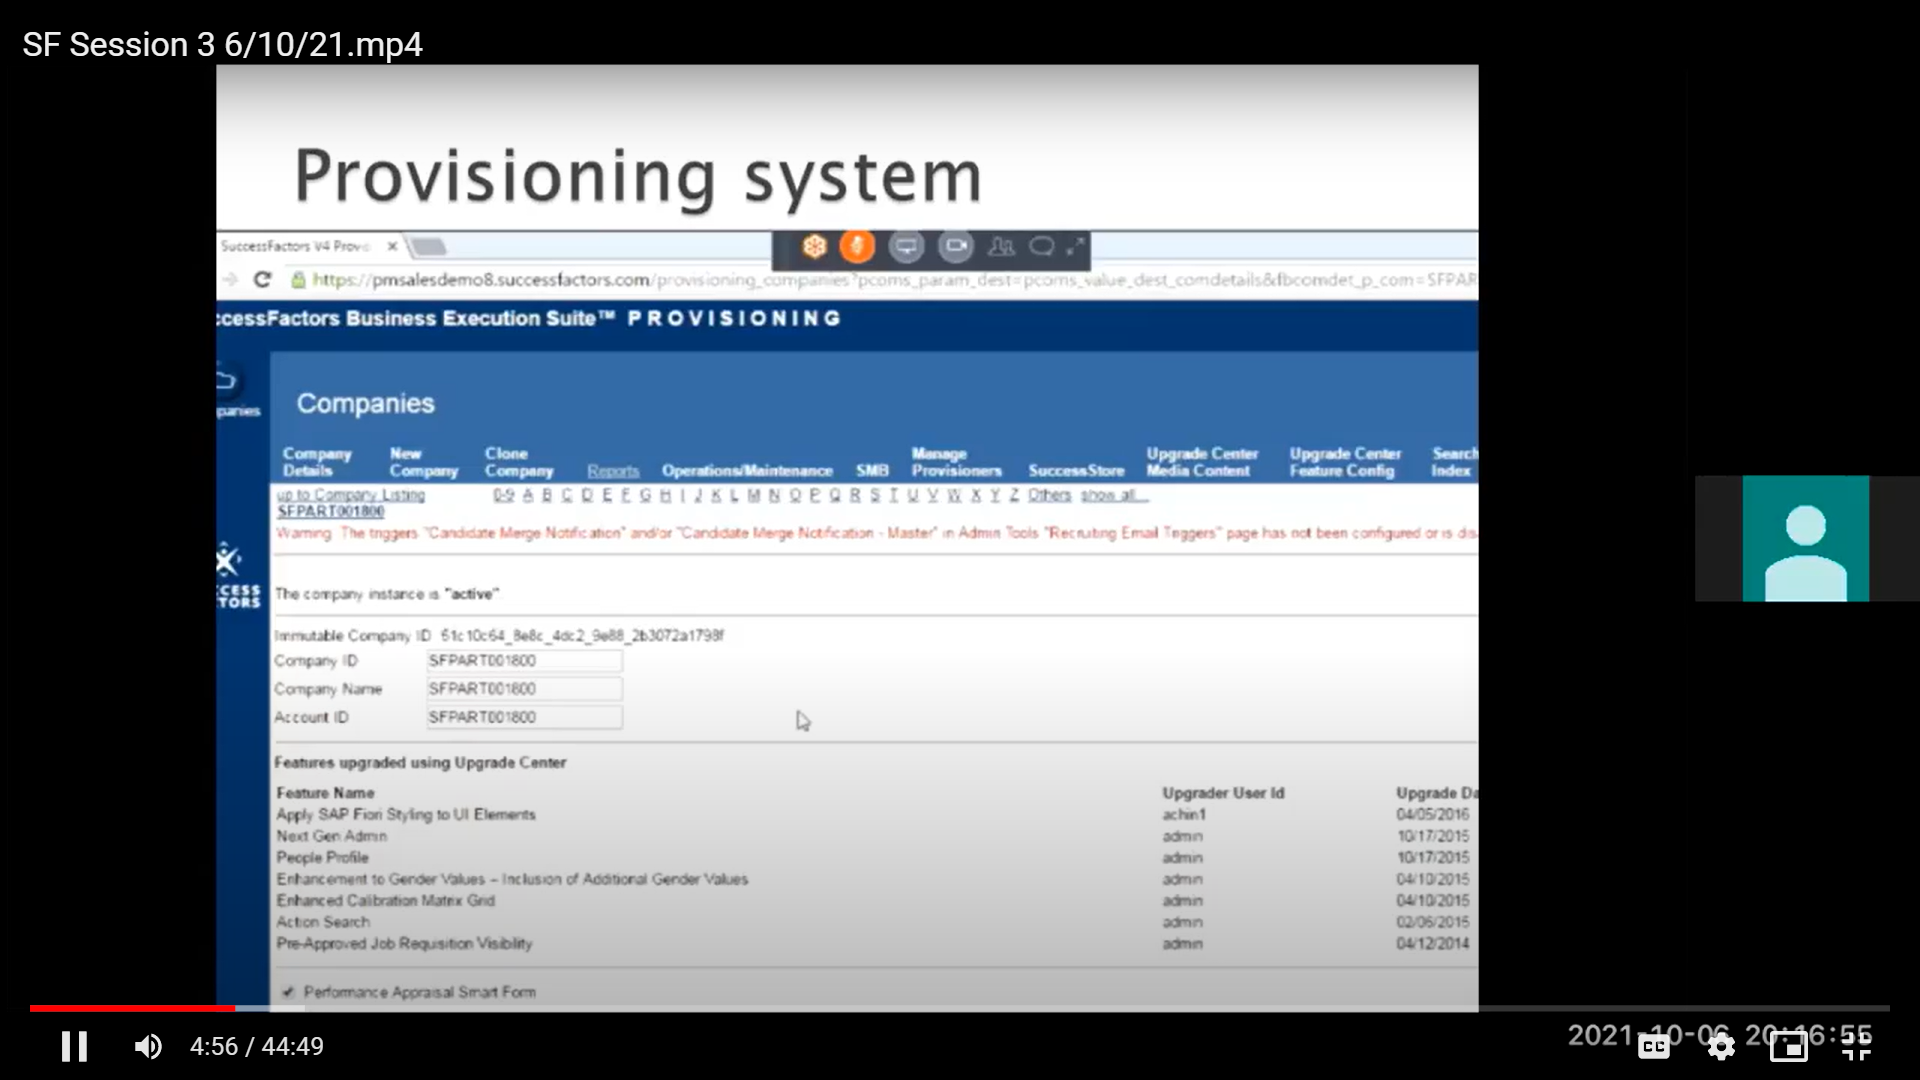 SF Session 3 6/10/21.mp4
Provisioning system
SuccessFactors V4 Provi
https://pmsalesdemo8.successfactors.com/provisioning_companies?pcoms_param_dest=pcoms_value_dest_comdetails&fbcomdet_p_com=SFPAR
ccessFactors Business Execution Suite™ PROVISIONING
panies
Companies
Company Details New Company Clone Company Reports Operations/Maintenance SMB Manage Provisioners SuccessStore Upgrade Center Media Content Upgrade Center Feature Config Search Index
up to Company Listing 0-9 A B C D E F G H I J K L M N O P Q R S T U V W X Y Z Others show all...
SFPART001800
Warning The triggers "Candidate Merge Notification" and/or "Candidate Merge Notification - Master" in Admin Tools "Recruiting Email Triggers" page has not been configured or is dis
CESS
TORS
The company instance is "active"
Immutable Company ID 51c10c64_8e8c_4dc2_9e88_2b3072a1798f
Company ID SFPART001800
Company Name SFPART001800
Account ID SFPART001800
Features upgraded using Upgrade Center
Feature Name Upgrader User Id Upgrade Da
Apply SAP Fiori Styling to UI Elements achin1 04/05/2016
Next Gen Admin admin 10/17/2015
People Profile admin 10/17/2015
Enhancement to Gender Values – Inclusion of Additional Gender Values admin 04/10/2015
Enhanced Calibration Matrix Grid admin 04/10/2015
Action Search admin 02/06/2015
Pre-Approved Job Requisition Visibility admin 04/12/2014
Performance Appraisal Smart Form
4:56 / 44:49
2021-10-06 20:16:55
CC